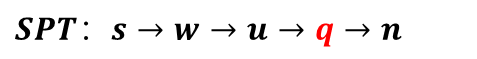 SPT: s → w → u → q → n